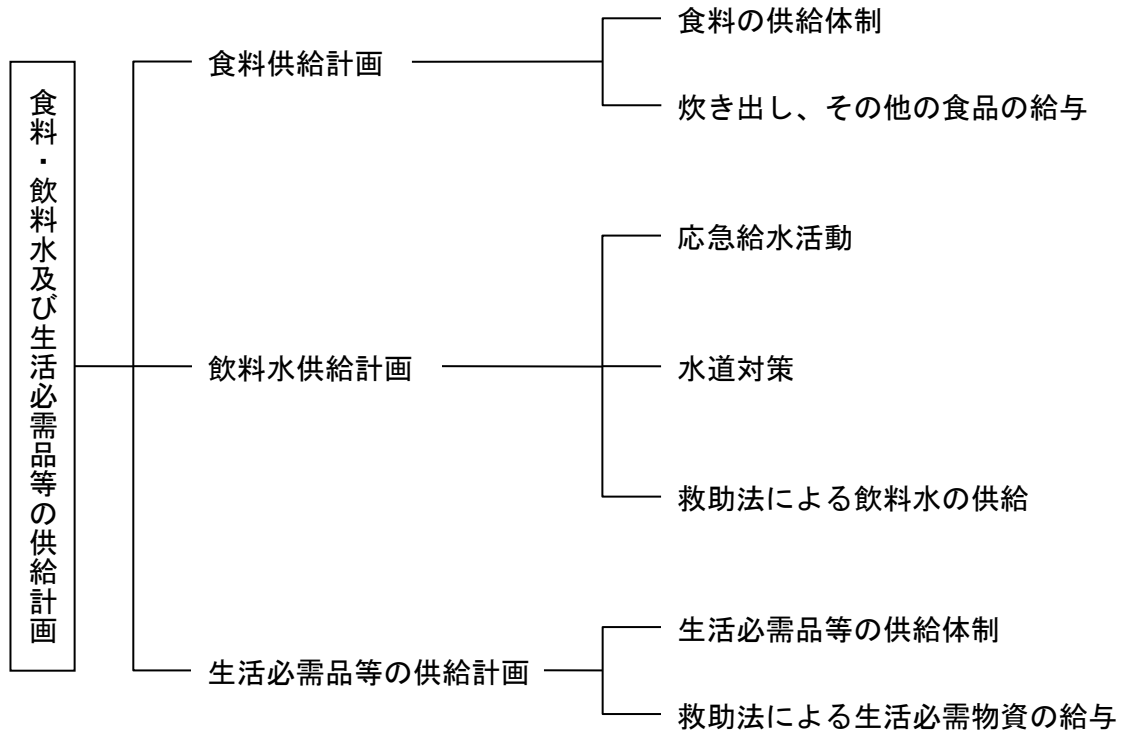 食料・飲料水及び生活必需品等の供給計画
食料供給計画
食料の供給体制
炊き出し、その他の食品の給与
飲料水供給計画
応急給水活動
水道対策
救助法による飲料水の供給
生活必需品等の供給計画
生活必需品等の供給体制
救助法による生活必需物資の給与